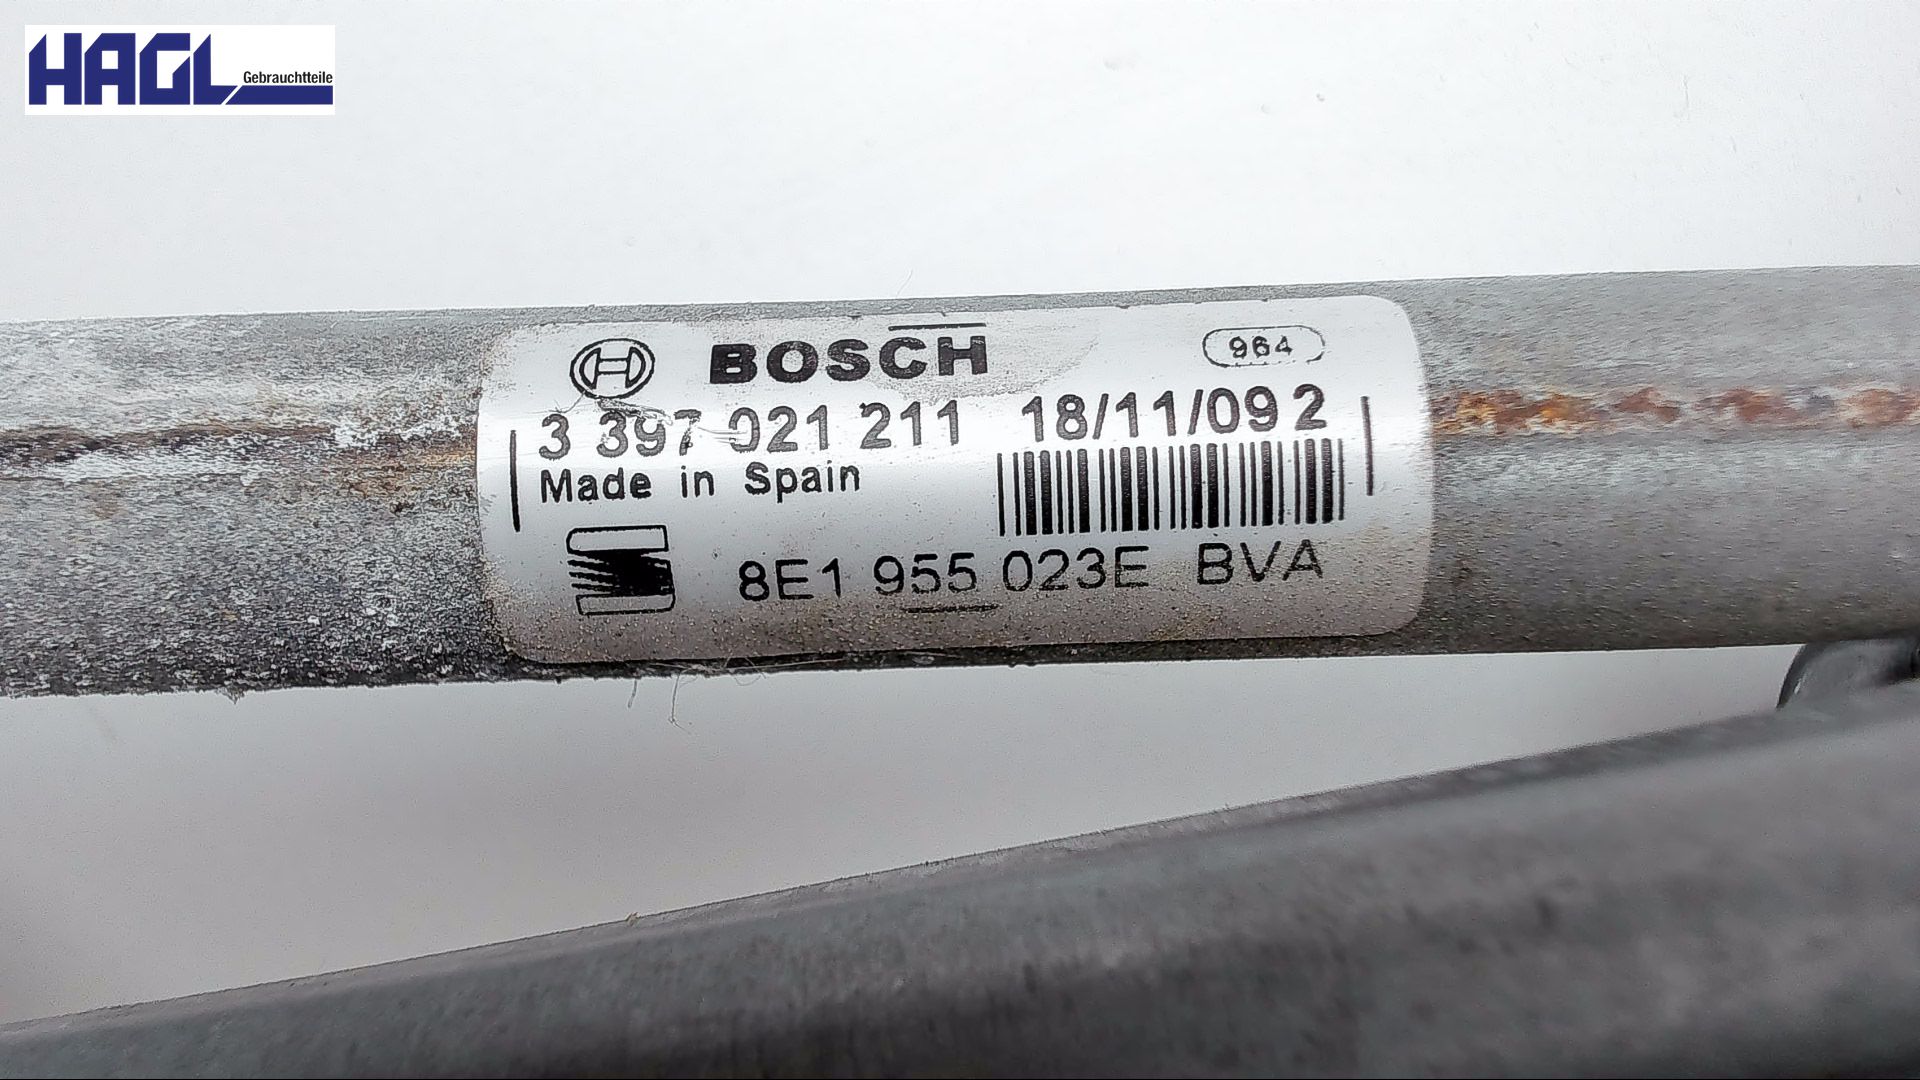 HAGL
Gebrauchtteile
BOSCH
964
3 397 021 211 18/11/09 2
Made in Spain
8E1 955 023E BVA